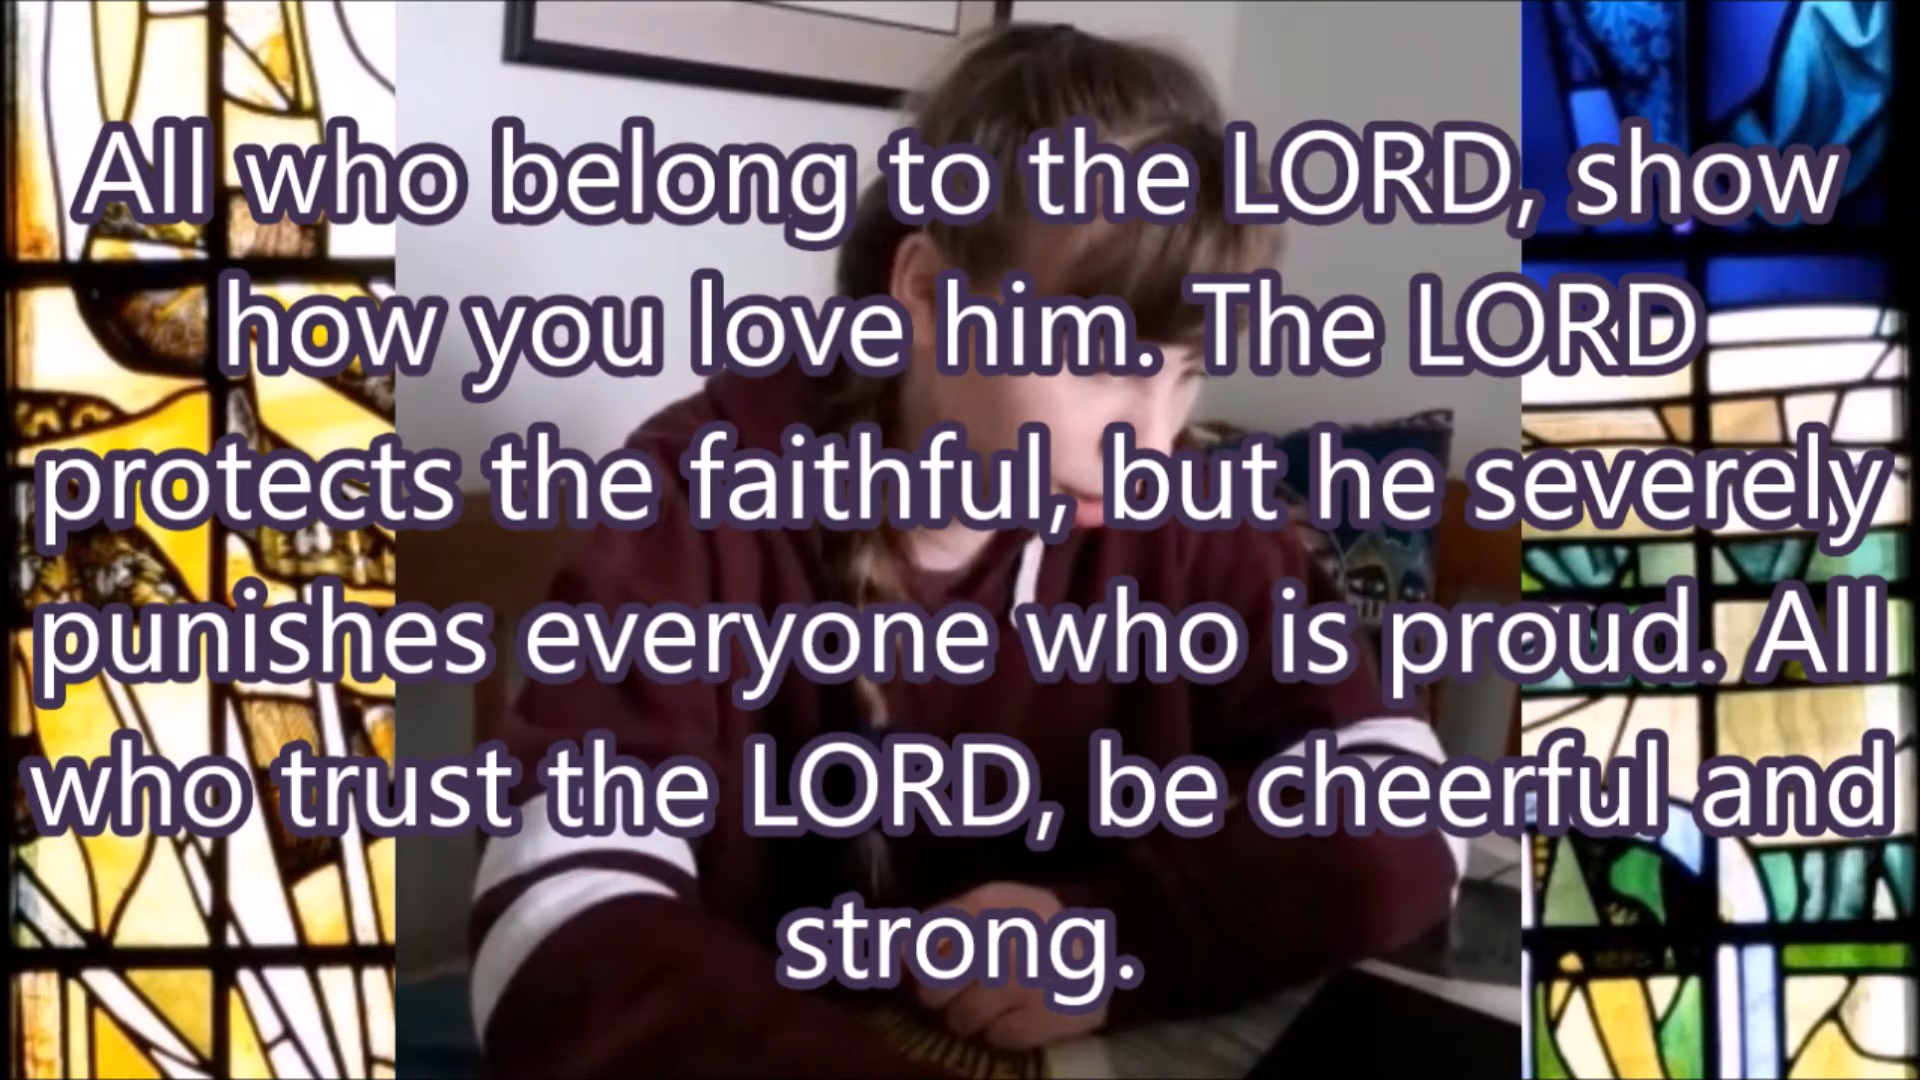 All who belong to the LORD, show
how you love him. The LORD
protects the faithful, but he severely
punishes everyone who is proud. All
who trust the LORD, be cheerful and
strong.